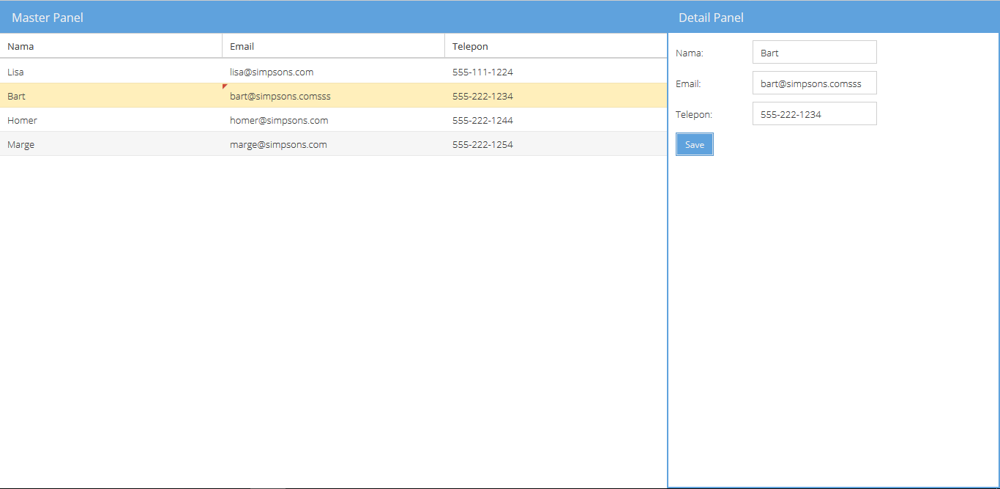 Master Panel
Nama Email Telepon
Lisa lisa@simpsons.com 555-111-1224
Bart bart@simpsons.comsss 555-222-1234
Homer homer@simpsons.com 555-222-1244
Marge marge@simpsons.com 555-222-1254
Detail Panel
Nama: Bart
Email: bart@simpsons.comsss
Telepon: 555-222-1234
Save